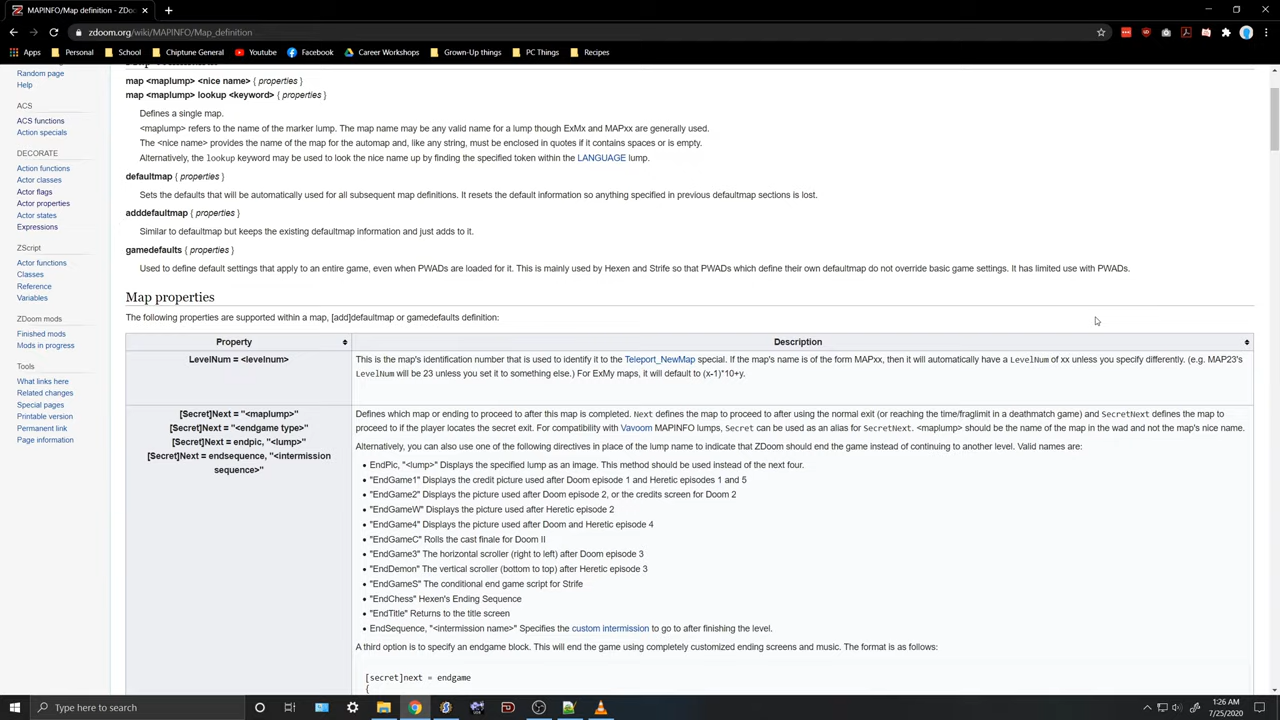 MAPINFO/Map definition - ZDoo
zdoom.org/wiki/MAPINFO/Map_definition
Apps Personal School Chiptune General Youtube Facebook Career Workshops Grown-Up things PC Things Recipes
Random page
Help
ACS
ACS functions
Action specials
DECORATE
Action functions
Actor classes
Actor flags
Actor properties
Actor states
Expressions
ZScript
Actor functions
Classes
Reference
Variables
ZDoom mods
Finished mods
Mods in progress
Tools
What links here
Related changes
Special pages
Printable version
Permanent link
Page information
map <maplump> <nice name> { properties }
map <maplump> lookup <keyword> { properties }
Defines a single map.
<maplump> refers to the name of the marker lump. The map name may be any valid name for a lump though ExMx and MAPxx are generally used.
The <nice name> provides the name of the map for the automap and, like any string, must be enclosed in quotes if it contains spaces or is empty.
Alternatively, the lookup keyword may be used to look the nice name up by finding the specified token within the LANGUAGE lump.
defaultmap { properties }
Sets the defaults that will be automatically used for all subsequent map definitions. It resets the default information so anything specified in previous defaultmap sections is lost.
adddefaultmap { properties }
Similar to defaultmap but keeps the existing defaultmap information and just adds to it.
gamedefaults { properties }
Used to define default settings that apply to an entire game, even when PWADs are loaded for it. This is mainly used by Hexen and Strife so that PWADs which define their own defaultmap do not override basic game settings. It has limited use with PWADs.
Map properties
The following properties are supported within a map, [add]defaultmap or gamedefaults definition:
Property Description
LevelNum = <levelnum>
This is the map's identification number that is used to identify it to the Teleport_NewMap special. If the map's name is of the form MAPxx, then it will automatically have a LevelNum of xx unless you specify differently. (e.g. MAP23's
LevelNum will be 23 unless you set it to something else.) For ExMy maps, it will default to (x-1)*10+y.
[Secret]Next = "<maplump>"
[Secret]Next = "<endgame type>"
[Secret]Next = endpic, "<lump>"
[Secret]Next = endsequence, "<intermission
sequence>"
Defines which map or ending to proceed to after this map is completed. Next defines the map to proceed to after using the normal exit (or reaching the time/fraglimit in a deathmatch game) and SecretNext defines the map to
proceed to if the player locates the secret exit. For compatibility with Vavoom MAPINFO lumps, Secret can be used as an alias for SecretNext. <maplump> should be the name of the map in the wad and not the map's nice name.
Alternatively, you can also use one of the following directives in place of the lump name to indicate that ZDoom should end the game instead of continuing to another level. Valid names are:
• EndPic, "<lump>" Displays the specified lump as an image. This method should be used instead of the next four.
• "EndGame1" Displays the credit picture used after Doom episode 1 and Heretic episodes 1 and 5
• "EndGame2" Displays the picture used after Doom episode 2, or the credits screen for Doom 2
• "EndGameW" Displays the picture used after Heretic episode 2
• "EndGame4" Displays the picture used after Doom and Heretic episode 4
• "EndGameC" Rolls the cast finale for Doom II
• "EndGame3" The horizontal scroller (right to left) after Doom episode 3
• "EndDemon" The vertical scroller (bottom to top) after Heretic episode 3
• "EndGameS" The conditional end game script for Strife
• "EndChess" Hexen's Ending Sequence
• "EndTitle" Returns to the title screen
• EndSequence, "<intermission name>" Specifies the custom intermission to go to after finishing the level.
A third option is to specify an endgame block. This will end the game using completely customized ending screens and music. The format is as follows:
[secret]next = endgame
{
Type here to search
1:26 AM
7/25/2020